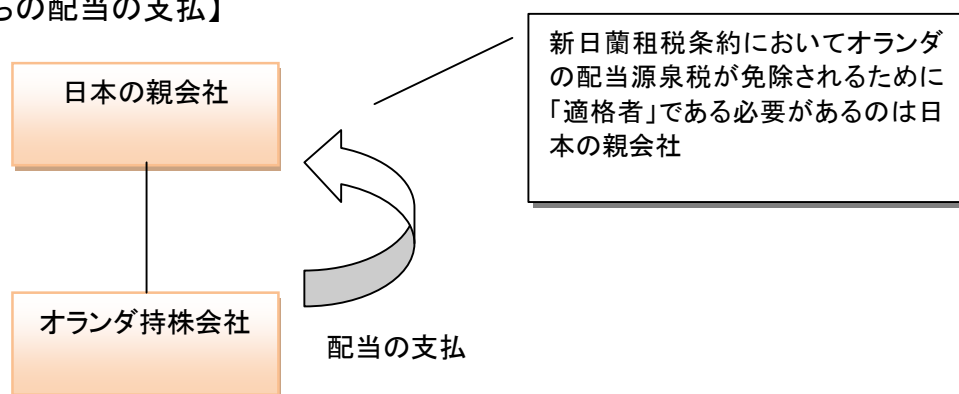 らの配当の支払】
日本の親会社
新日蘭租税条約においてオランダ
の配当源泉税が免除されるために
「適格者」である必要があるのは日
本の親会社
オランダ持株会社
配当の支払